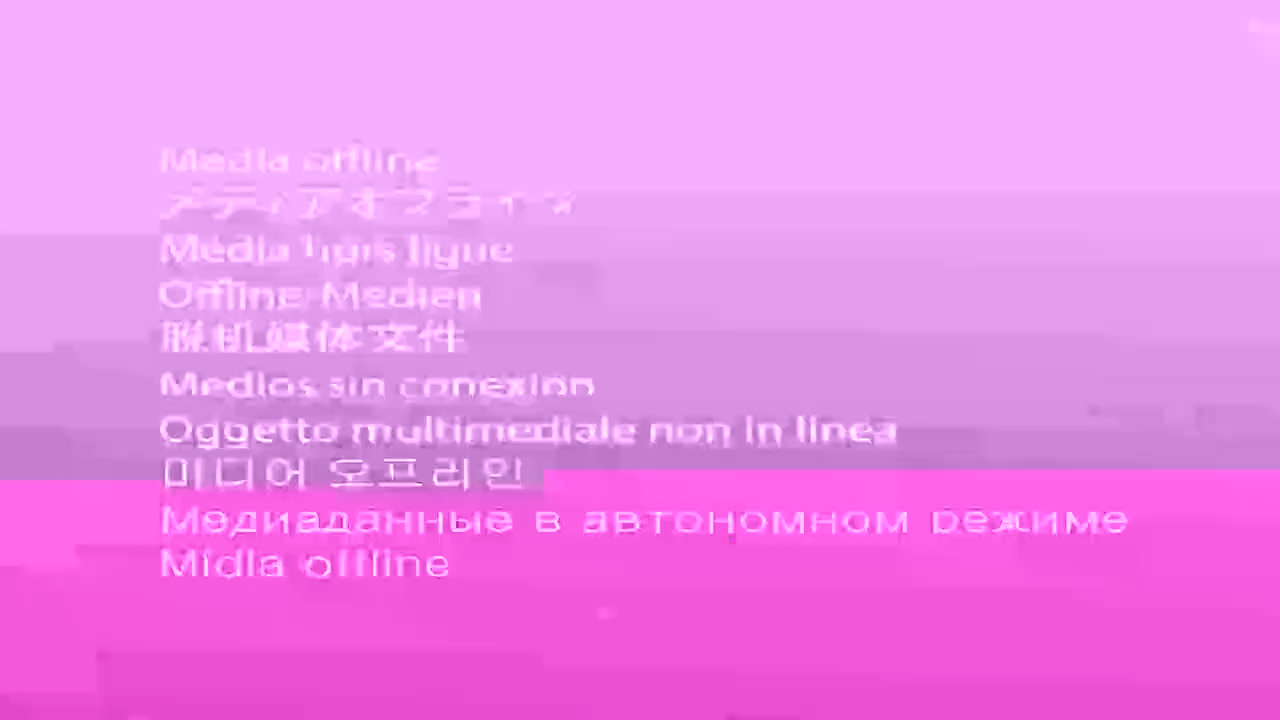 Media offline
メディアオフライン
Média hors ligne
Offline-Medien
脱机媒体文件
Medios sin conexión
Oggetto multimediale non in linea
미디어 오프라인
Медиаданные в автономном режиме
Mídia offline